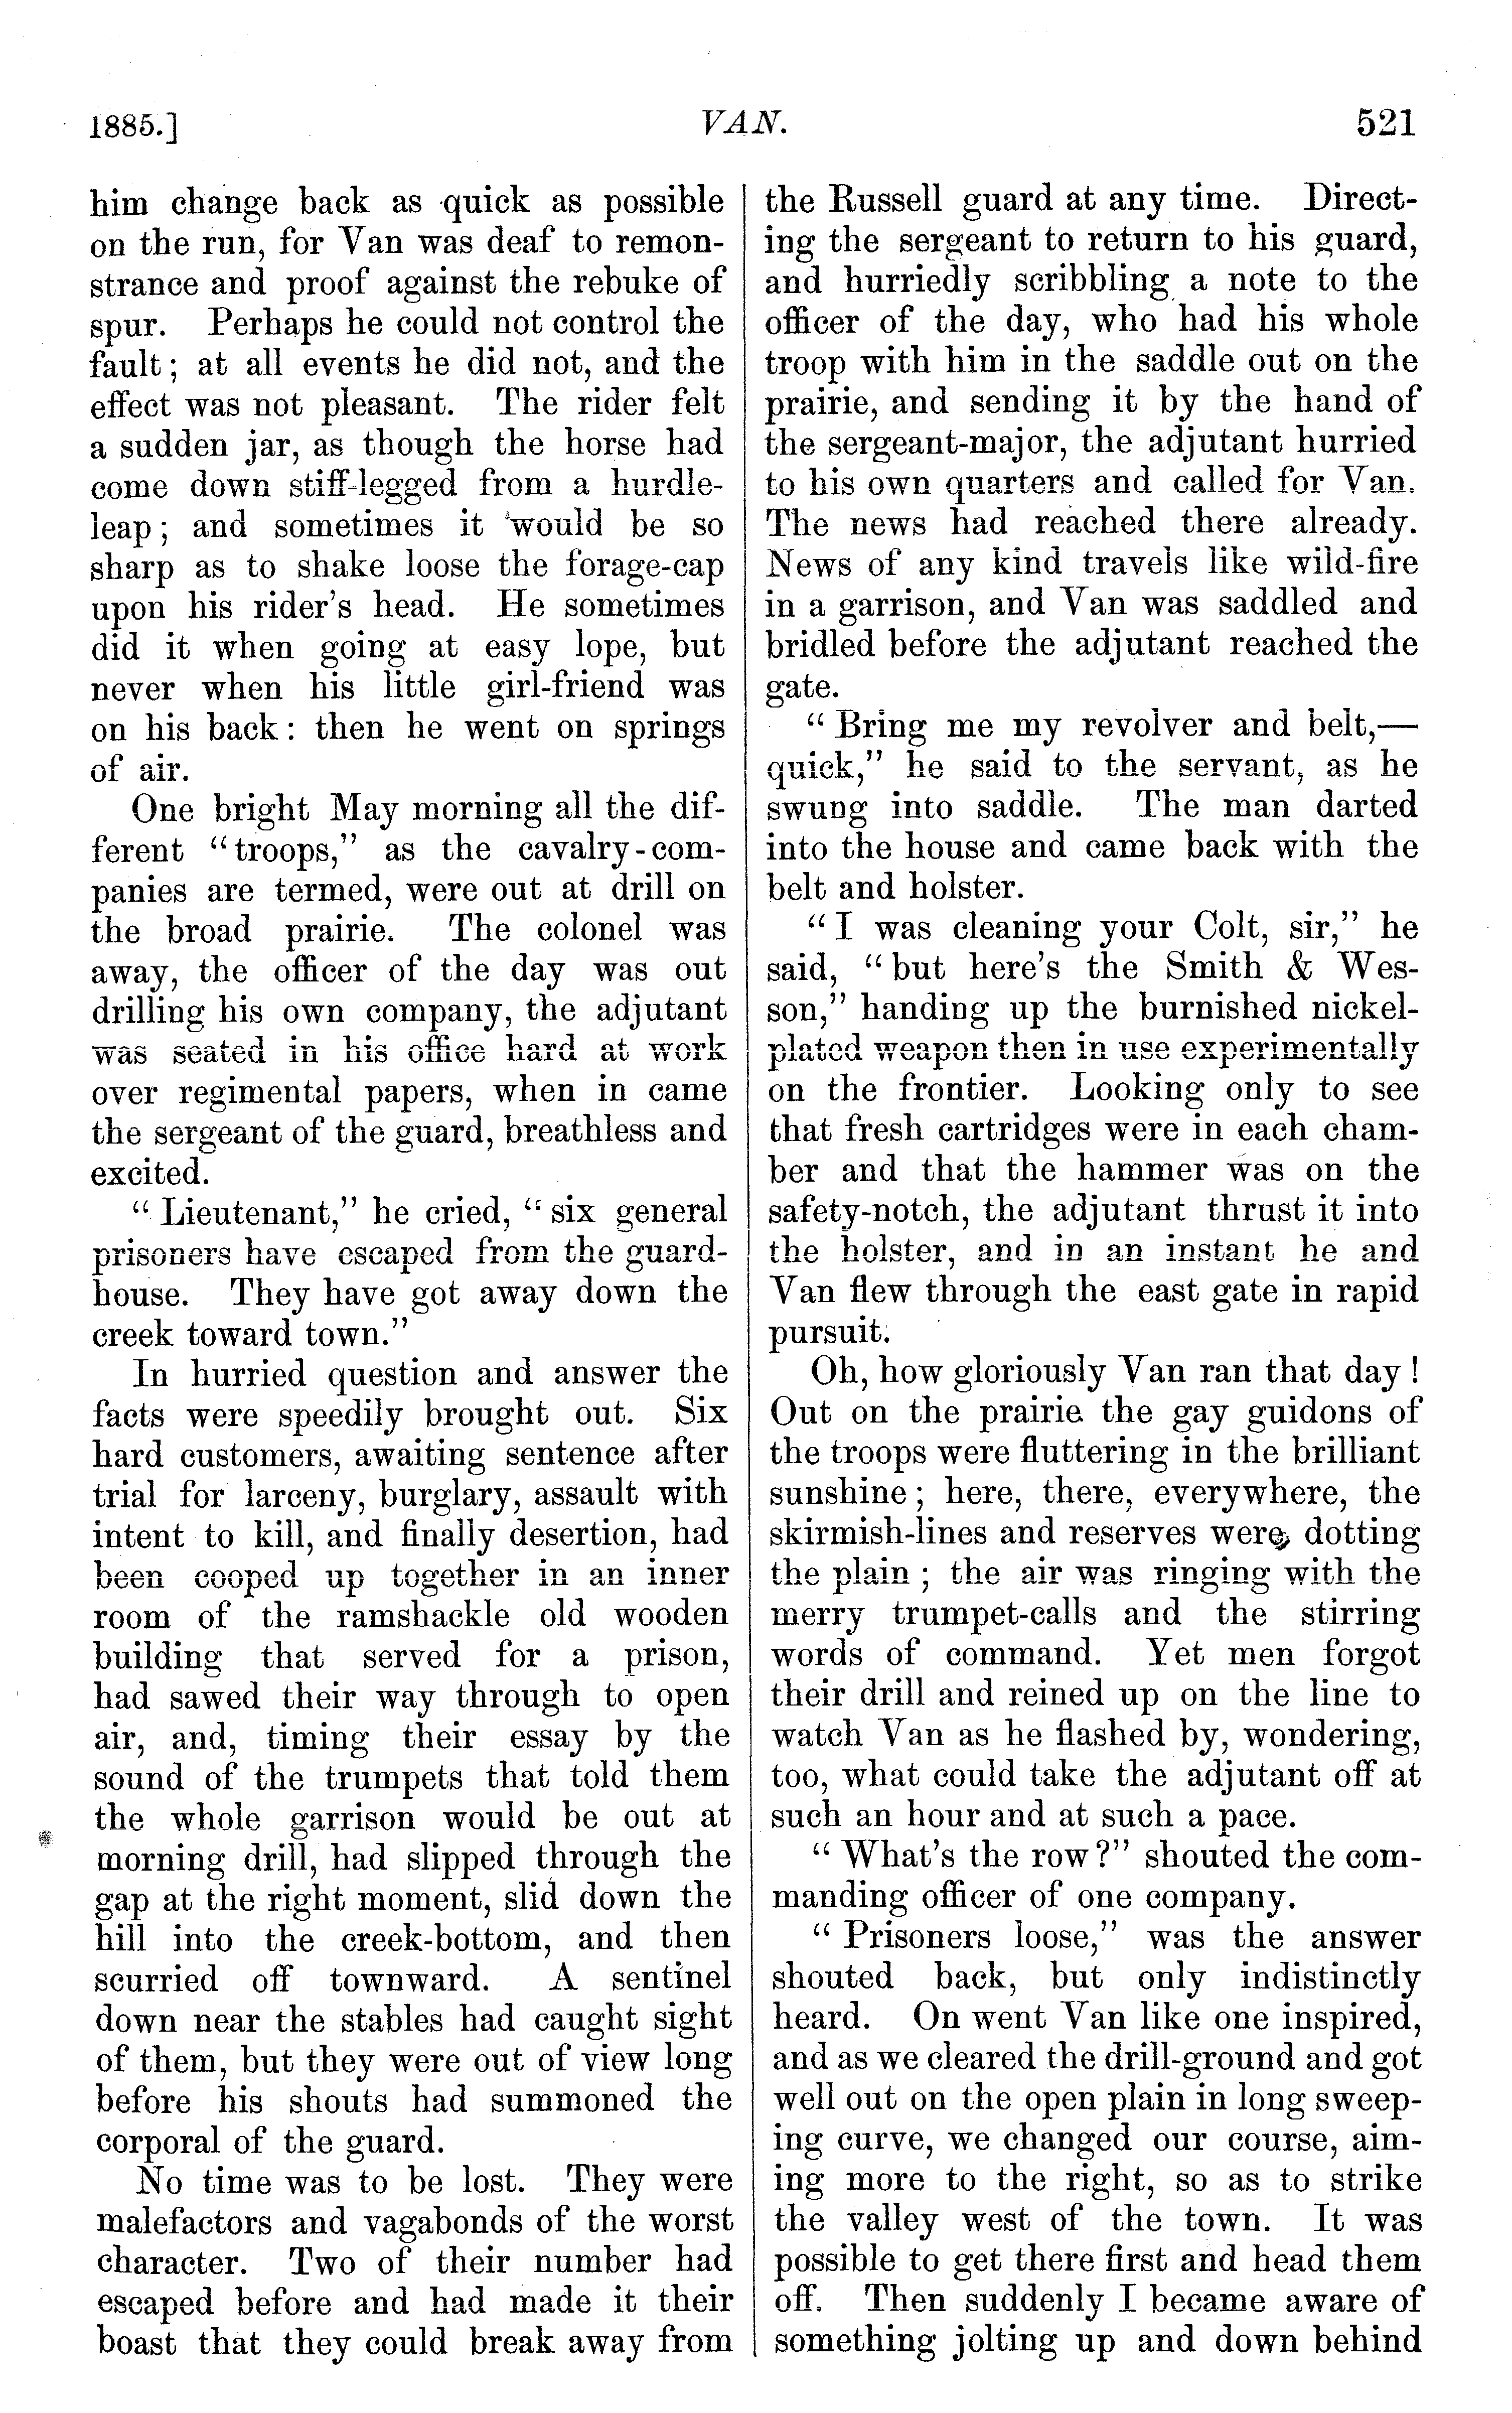 1885.] VAN. 521
him change back as quick as possible
on the run, for Van was deaf to remon-
strance and proof against the rebuke of
spur. Perhaps he could not control the
fault; at all events he did not, and the
effect was not pleasant. The rider felt
a sudden jar, as though the horse had
come down stiff-legged from a hurdle-
leap; and sometimes it would be so
sharp as to shake loose the forage-cap
upon his rider's head. He sometimes
did it when going at easy lope, but
never when his little girl-friend was
on his back: then he went on springs
of air.
One bright May morning all the dif-
ferent "troops," as the cavalry-com-
panies are termed, were out at drill on
the broad prairie. The colonel was
away, the officer of the day was out
drilling his own company, the adjutant
was seated in his office hard at work
over regimental papers, when in came
the sergeant of the guard, breathless and
excited.
"Lieutenant," he cried, "six general
prisoners have escaped from the guard-
house. They have got away down the
creek toward town."
In hurried question and answer the
facts were speedily brought out. Six
hard customers, awaiting sentence after
trial for larceny, burglary, assault with
intent to kill, and finally desertion, had
been cooped up together in an inner
room of the ramshackle old wooden
building that served for a prison,
had sawed their way through to open
air, and, timing their essay by the
sound of the trumpets that told them
the whole garrison would be out at
morning drill, had slipped through the
gap at the right moment, slid down the
hill into the creek-bottom, and then
scurried off townward. A sentinel
down near the stables had caught sight
of them, but they were out of view long
before his shouts had summoned the
corporal of the guard.
No time was to be lost. They were
malefactors and vagabonds of the worst
character. Two of their number had
escaped before and had made it their
boast that they could break away from
the Russell guard at any time. Direct-
ing the sergeant to return to his guard,
and hurriedly scribbling a note to the
officer of the day, who had his whole
troop with him in the saddle out on the
prairie, and sending it by the hand of
the sergeant-major, the adjutant hurried
to his own quarters and called for Van.
The news had reached there already.
News of any kind travels like wild-fire
in a garrison, and Van was saddled and
bridled before the adjutant reached the
gate.
"Bring me my revolver and belt,—
quick," he said to the servant, as he
swung into saddle. The man darted
into the house and came back with the
belt and holster.
"I was cleaning your Colt, sir," he
said, "but here's the Smith & Wes-
son," handing up the burnished nickel-
plated weapon then in use experimentally
on the frontier. Looking only to see
that fresh cartridges were in each cham-
ber and that the hammer was on the
safety-notch, the adjutant thrust it into
the holster, and in an instant he and
Van flew through the east gate in rapid
pursuit.
Oh, how gloriously Van ran that day!
Out on the prairie the gay guidons of
the troops were fluttering in the brilliant
sunshine; here, there, everywhere, the
skirmish-lines and reserves were dotting
the plain; the air was ringing with the
merry trumpet-calls and the stirring
words of command. Yet men forgot
their drill and reined up on the line to
watch Van as he flashed by, wondering,
too, what could take the adjutant off at
such an hour and at such a pace.
"What's the row?" shouted the com-
manding officer of one company.
"Prisoners loose," was the answer
shouted back, but only indistinctly
heard. On went Van like one inspired,
and as we cleared the drill-ground and got
well out on the open plain in long sweep-
ing curve, we changed our course, aim-
ing more to the right, so as to strike
the valley west of the town. It was
possible to get there first and head them
off. Then suddenly I became aware of
something jolting up and down behind